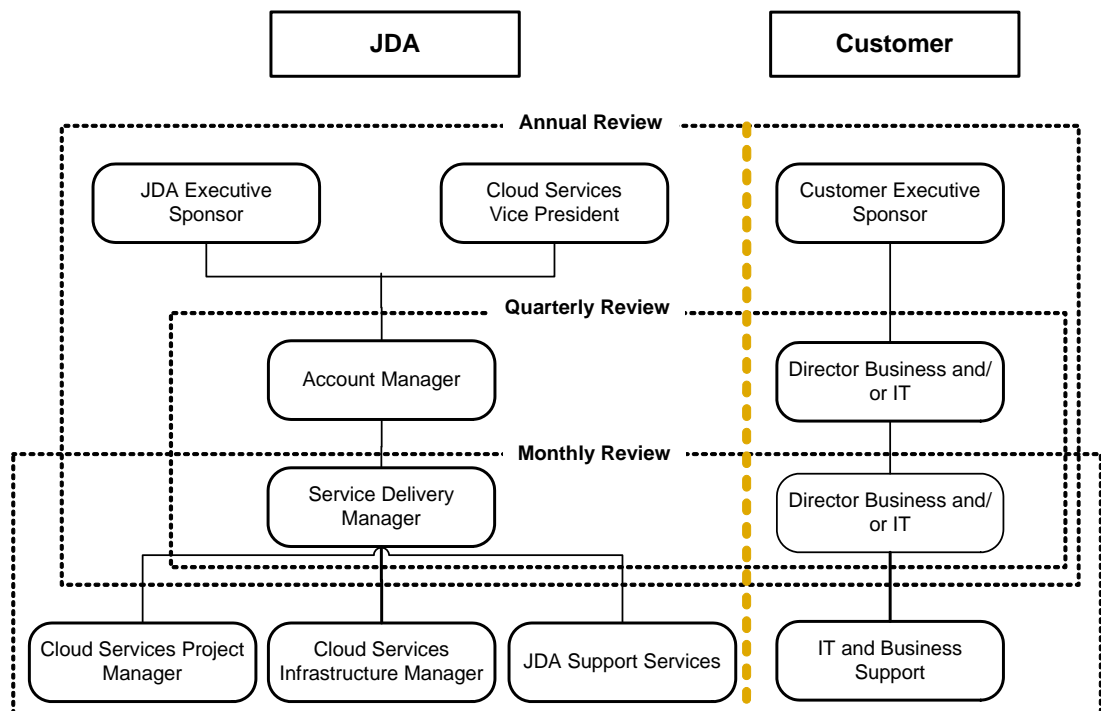 JDA
Customer
Annual Review
JDA Executive
Sponsor
Cloud Services
Vice President
Customer Executive
Sponsor
Quarterly Review
Account Manager
Director Business and/
or IT
Monthly Review
Service Delivery
Manager
Director Business and/
or IT
Cloud Services Project
Manager
Cloud Services
Infrastructure Manager
JDA Support Services
IT and Business
Support